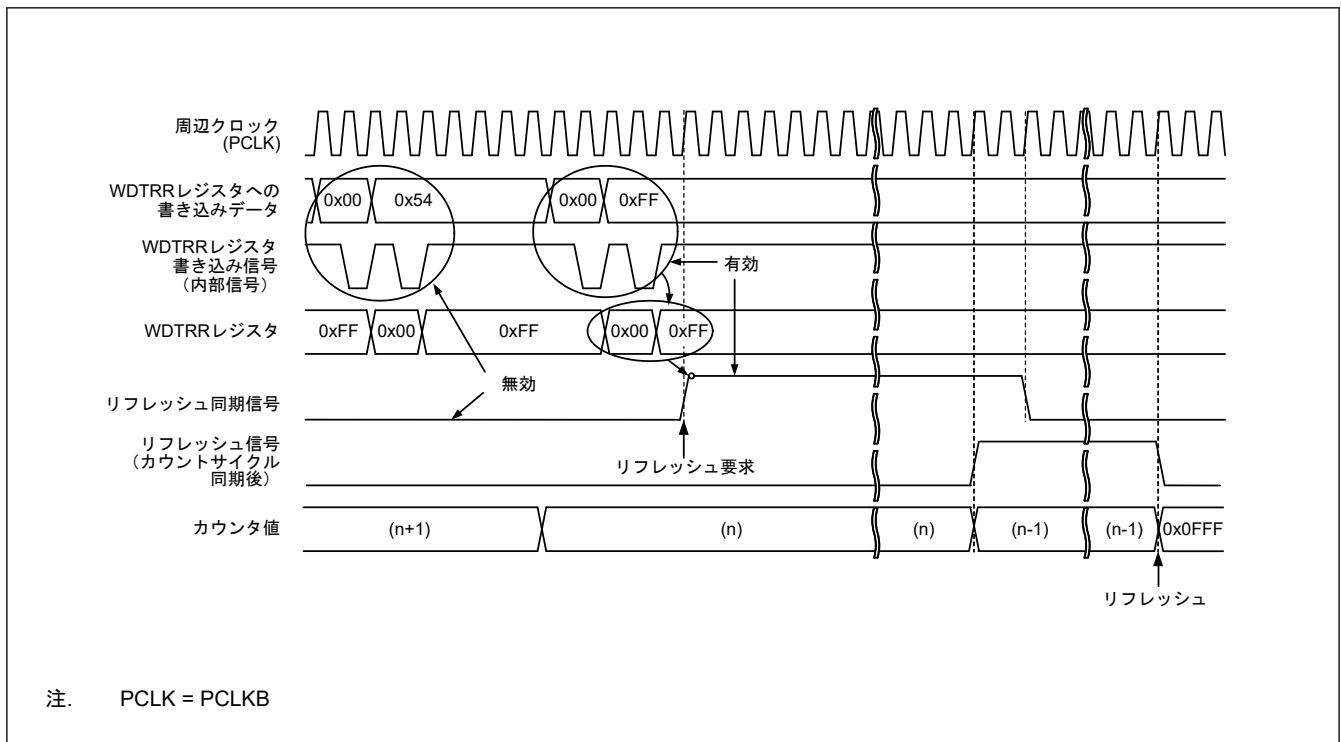 周辺クロック
(PCLK)
WDTRRレジスタへの
書き込みデータ
0x00 0x54 0x00 0xFF
WDTRRレジスタ
書き込み信号
（内部信号）
有効
WDTRRレジスタ
0xFF 0x00 0xFF 0x00 0xFF
無効
リフレッシュ同期信号
リフレッシュ要求
リフレッシュ信号
（カウントサイクル
同期後）
カウンタ値
(n+1) (n) (n) (n-1) (n-1) 0x0FFF
リフレッシュ
注. PCLK = PCLKB